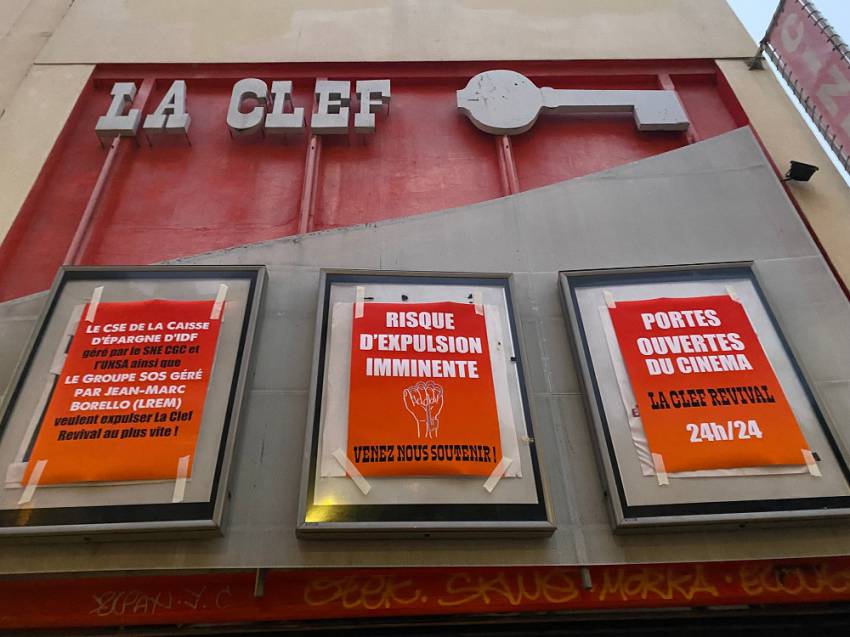 LA CLEF
LE CSE DE LA CAISSE
D'ÉPARGNE D'IDF
géré par le SNE CGC et
l'UNSA ainsi que
LE GROUPE SOS GÉRÉ
PAR JEAN-MARC
BORELLO (LREM)
veulent expulser La Clef
Revival au plus vite !
RISQUE
D'EXPULSION
IMMINENTE
VENEZ NOUS SOUTENIR !
PORTES
OUVERTES
DU CINEMA
LA CLEF REVIVAL
24h/24